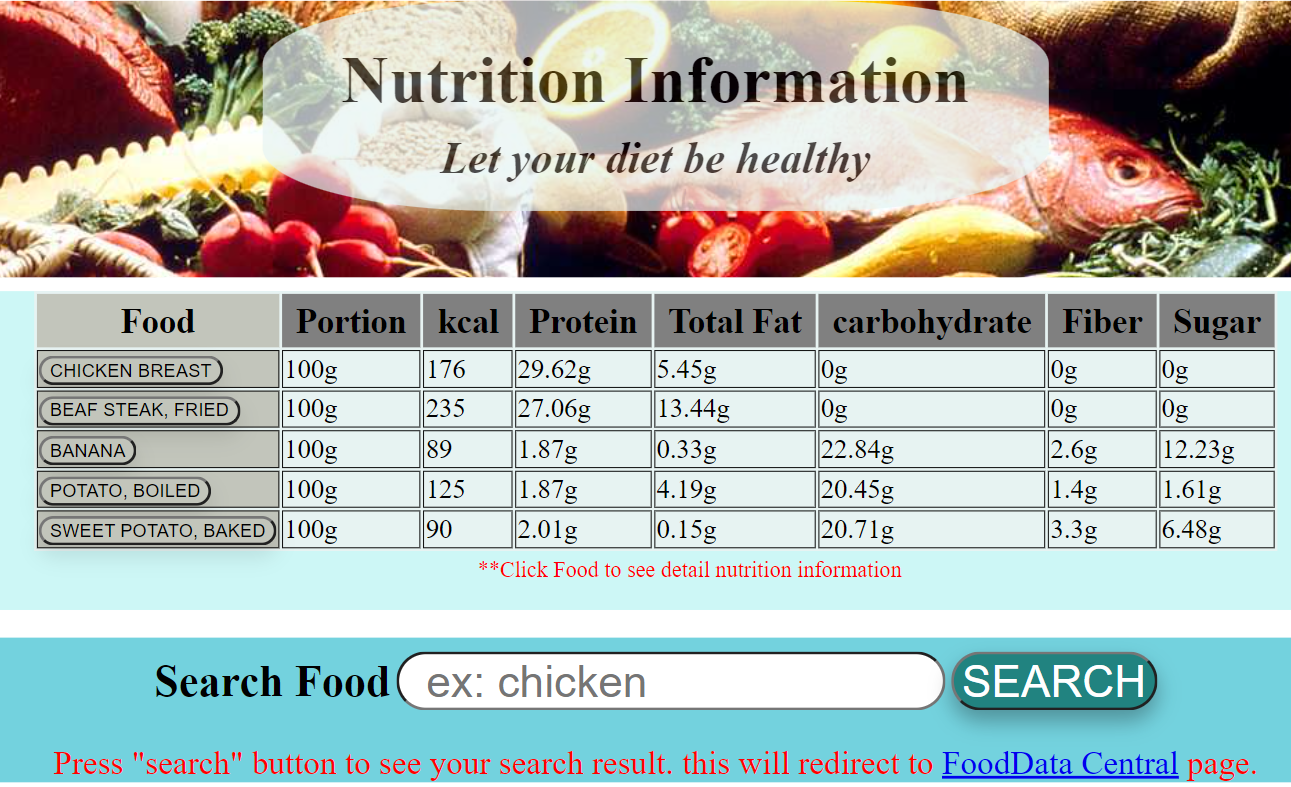 Nutrition Information
Let your diet be healthy
Food Portion kcal Protein Total Fat carbohydrate Fiber Sugar
CHICKEN BREAST 100g 176 29.62g 5.45g 0g 0g 0g
BEAF STEAK, FRIED 100g 235 27.06g 13.44g 0g 0g 0g
BANANA 100g 89 1.87g 0.33g 22.84g 2.6g 12.23g
POTATO, BOILED 100g 125 1.87g 4.19g 20.45g 1.4g 1.61g
SWEET POTATO, BAKED 100g 90 2.01g 0.15g 20.71g 3.3g 6.48g
**Click Food to see detail nutrition information
Search Food ex: chicken SEARCH
Press "search" button to see your search result. this will redirect to FoodData Central page.